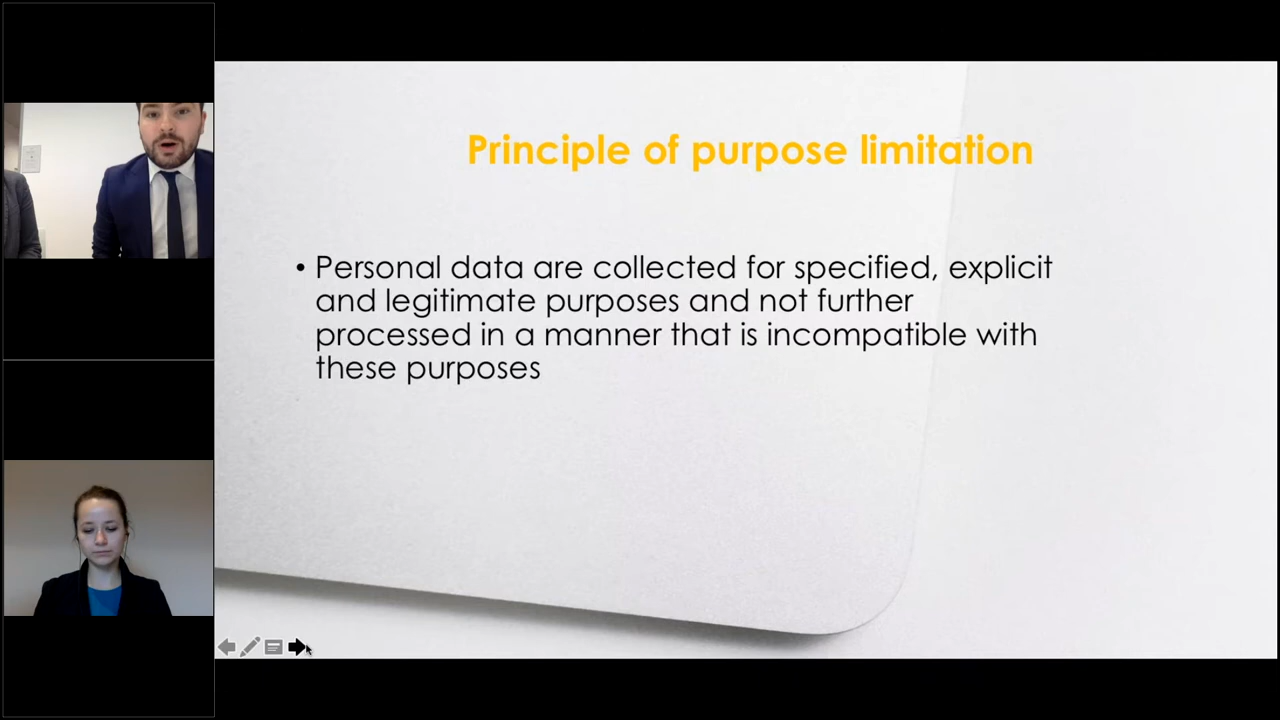 Principle of purpose limitation
• Personal data are collected for specified, explicit
and legitimate purposes and not further
processed in a manner that is incompatible with
these purposes